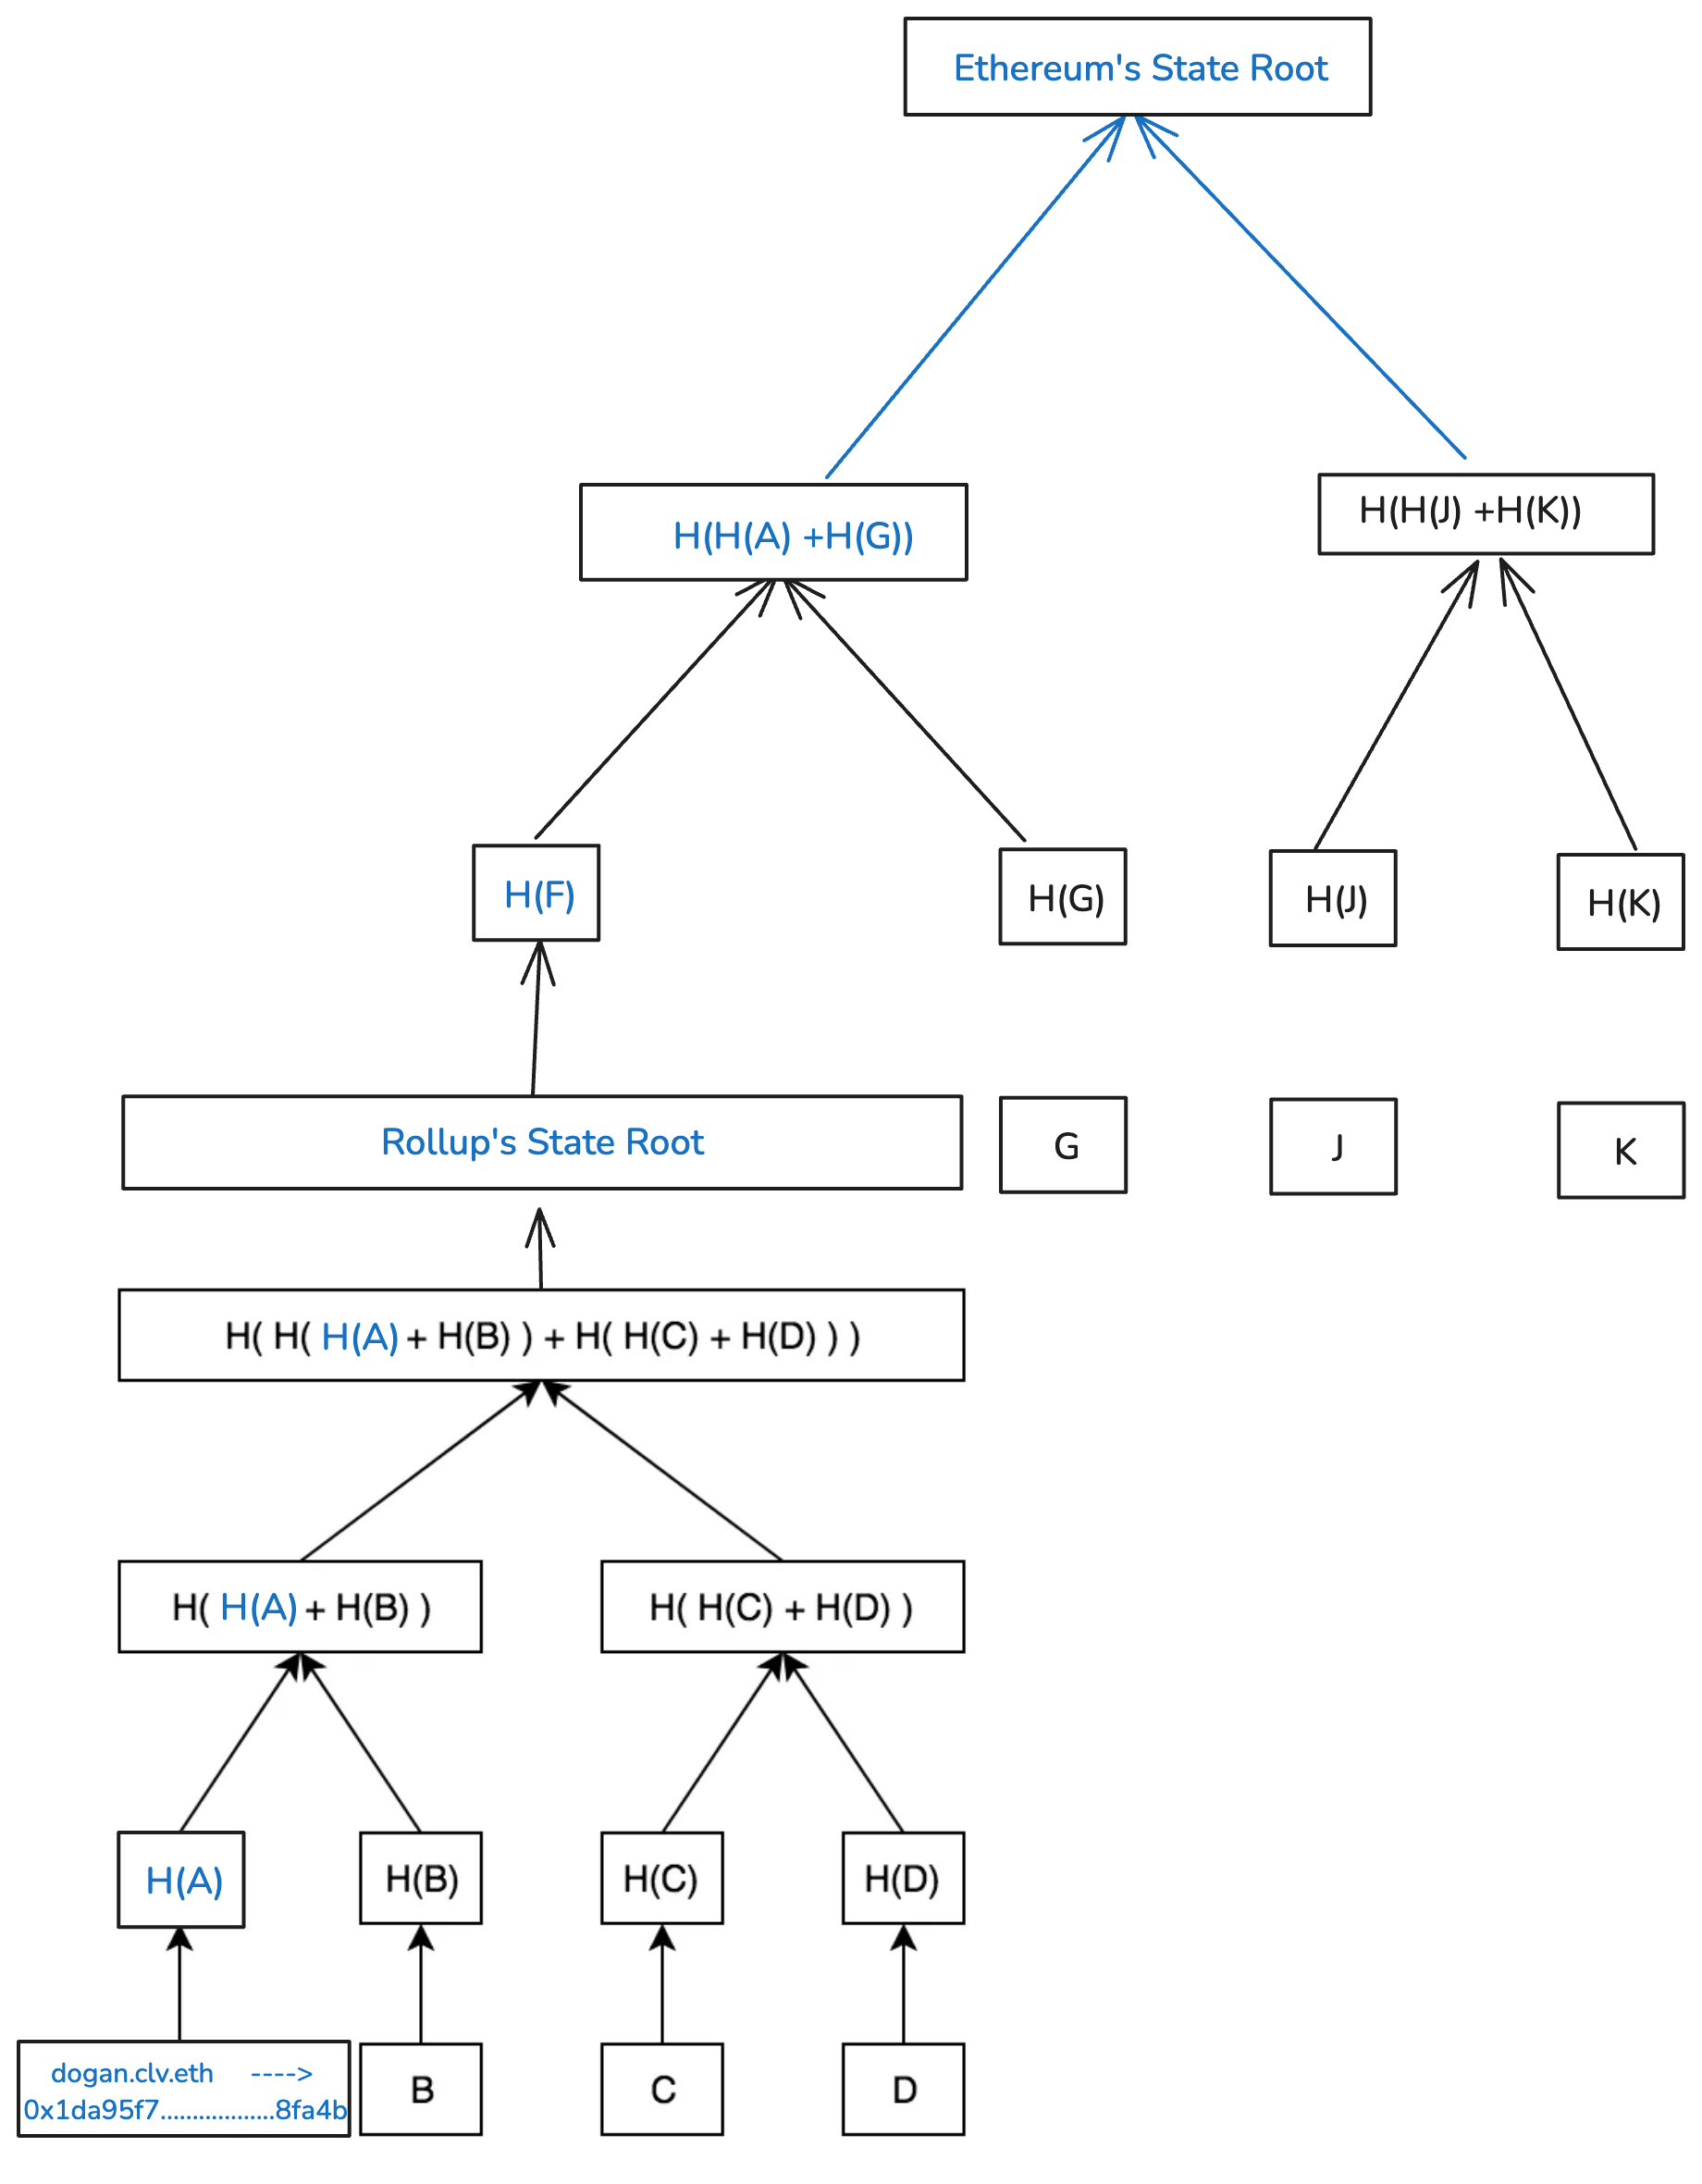 Ethereum's State Root
H(H(A) +H(G))
H(H(J) +H(K))
H(F)
H(G)
H(J)
H(K)
Rollup's State Root
G
J
K
H( H( H(A) + H(B) ) + H( H(C) + H(D) ) )
H( H(A) + H(B) )
H( H(C) + H(D) )
H(A)
H(B)
H(C)
H(D)
dogan.clv.eth ---->
0x1da95f7..................8fa4b
B
C
D